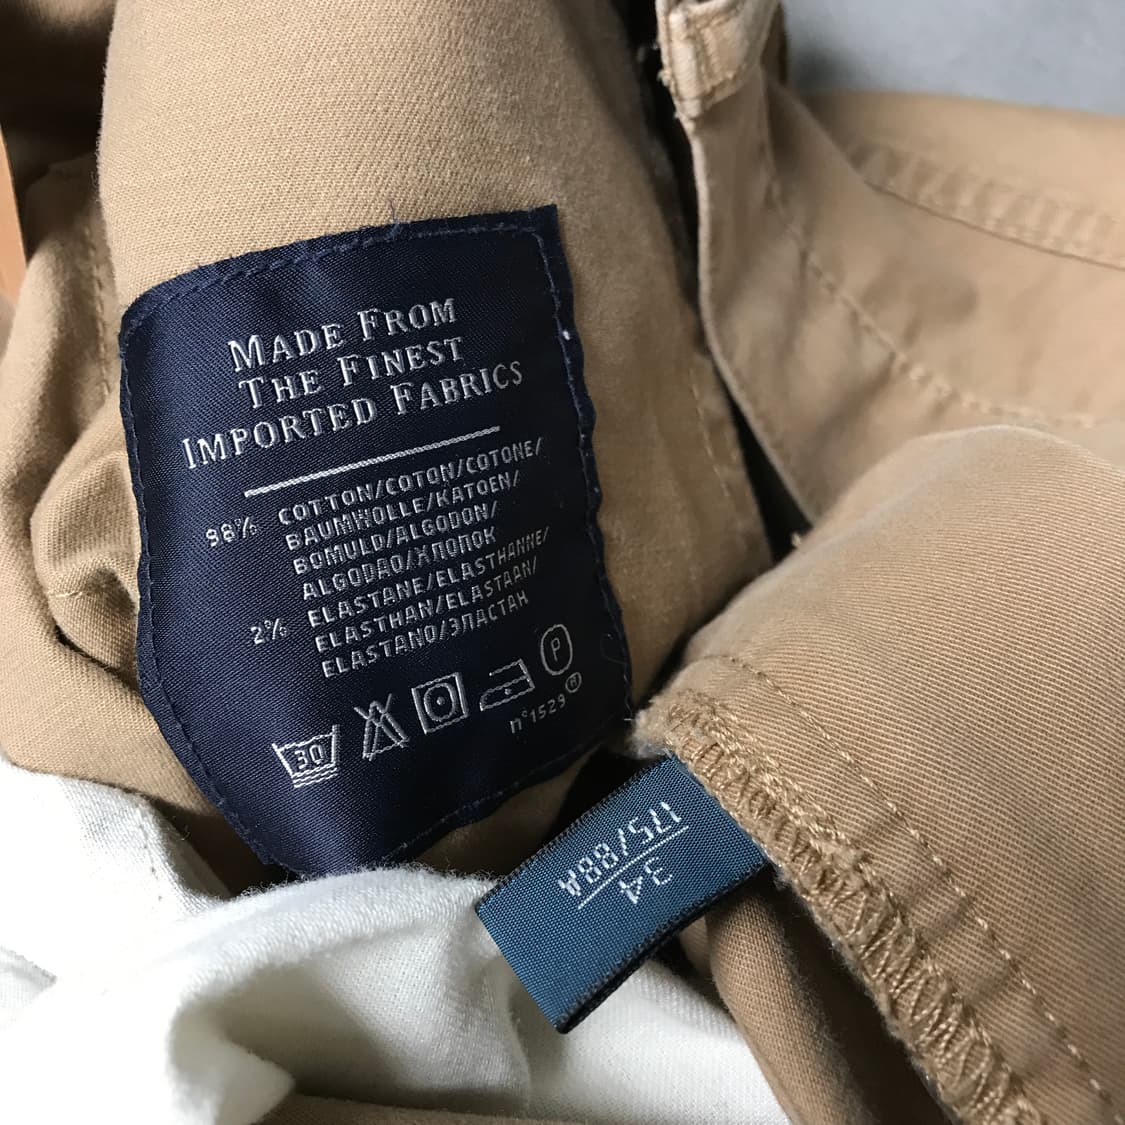 MADE FROM
THE FINEST
IMPORTED FABRICS
98% COTTON/COTON/COTONE/
BAUMWOLLE/KATOEN/
BOMULD/ALGODON/
ALGODAO/ХЛОПОК
2% ELASTANE/ELASTHANNE/
ELASTHAN/ELASTAAN/
ELASTANO/ЭЛАСТАН
30
P
n°1529 ®
34
175/88A